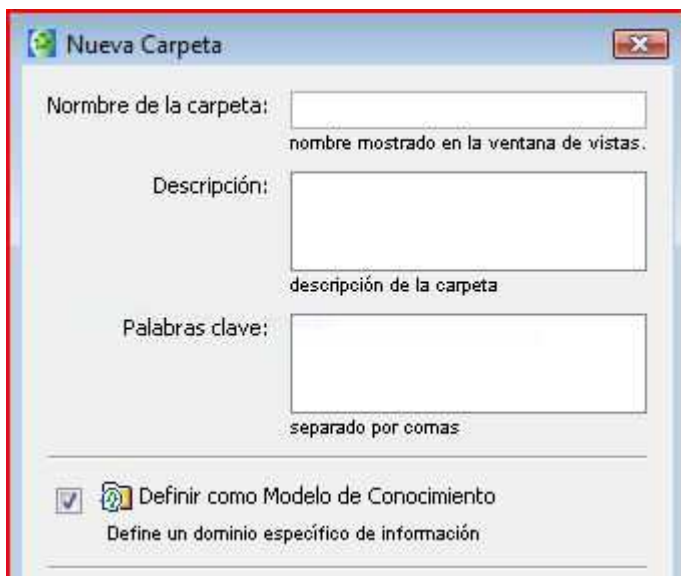 Nueva Carpeta
Normbre de la carpeta:
nombre mostrado en la ventana de vistas.
Descripción:
descripción de la carpeta
Palabras clave:
separado por comas
Definir como Modelo de Conocimiento
Define un dominio específico de información